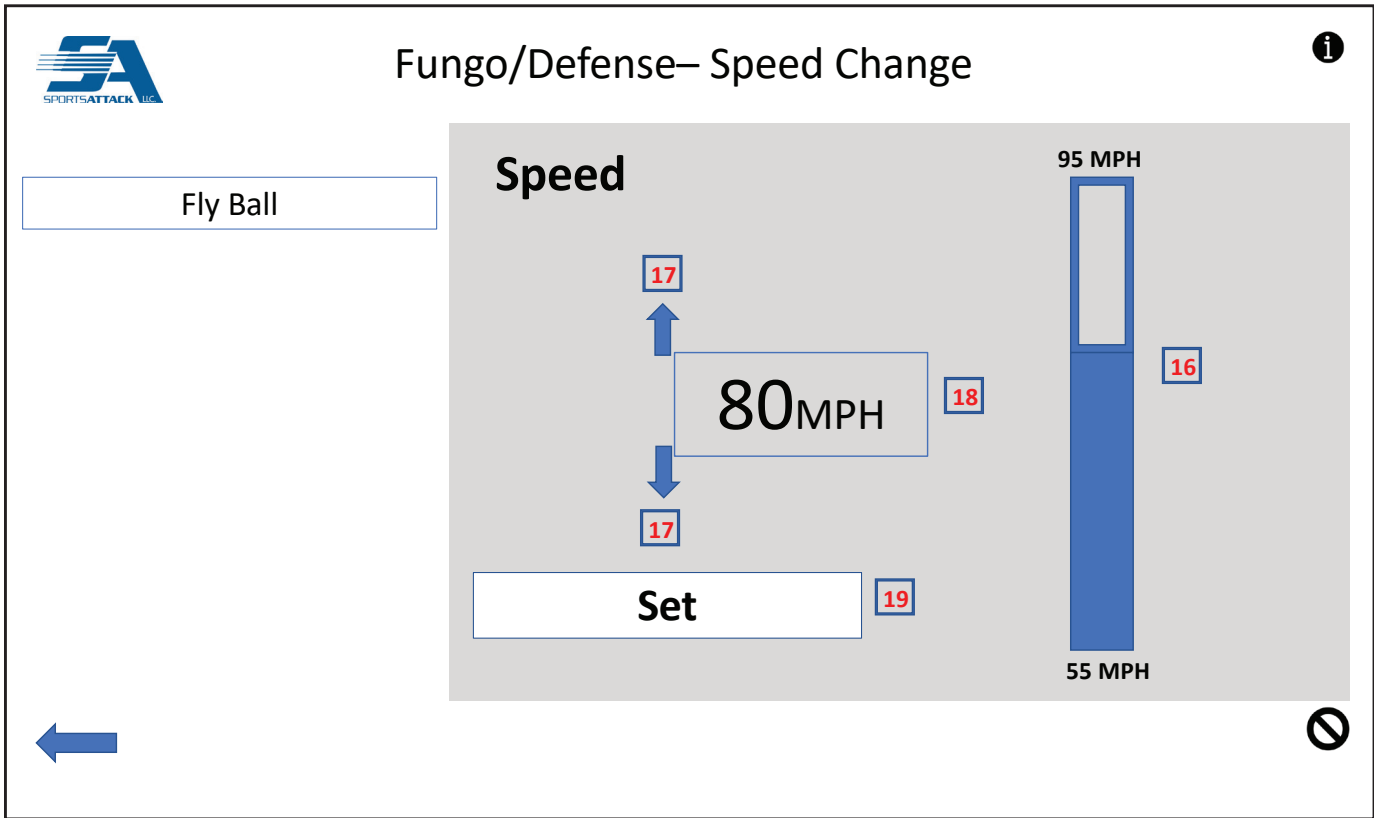 SA
SPORTSATTACK LLC.
Fungo/Defense– Speed Change
i
Fly Ball
Speed
95 MPH
17
16
80MPH
18
17
Set
19
55 MPH